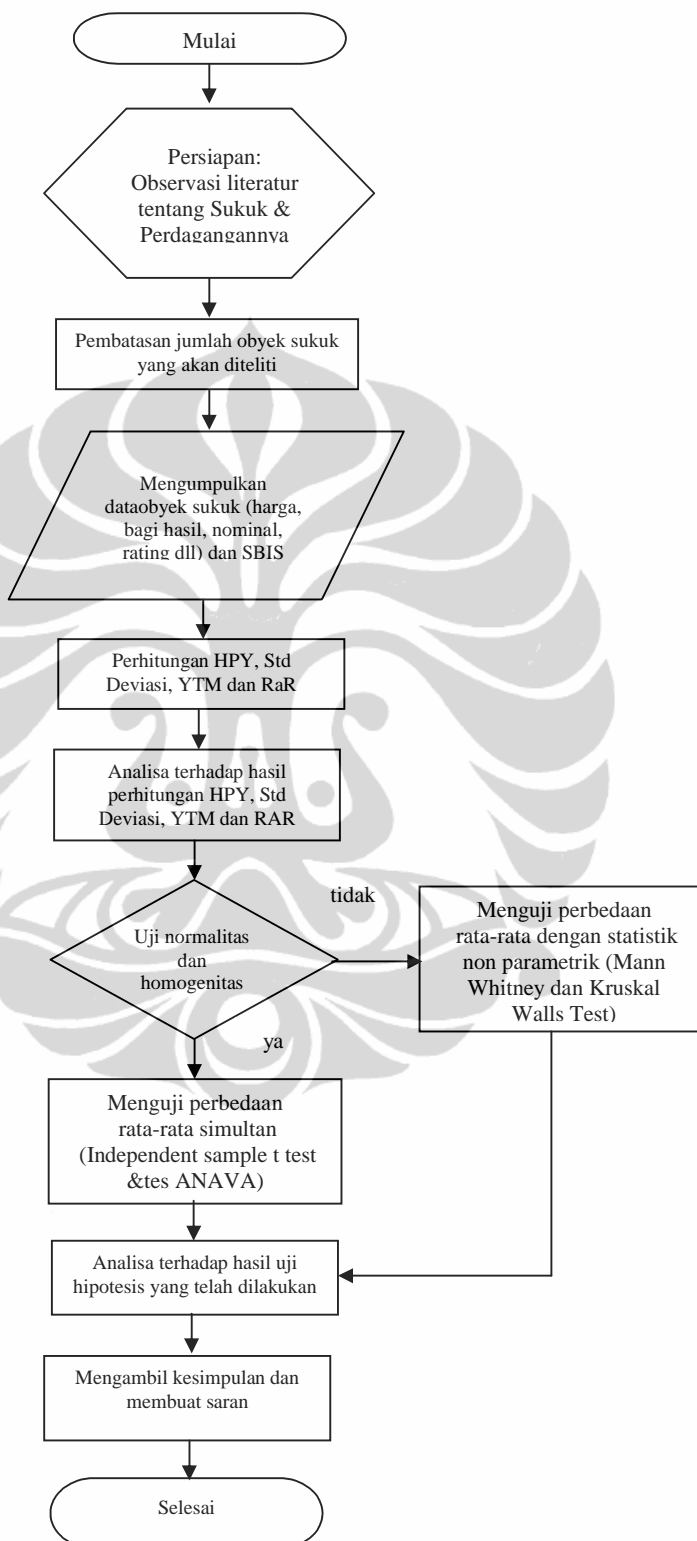 Mulai
Persiapan:
Observasi literatur
tentang Sukuk &
Perdagangannya
Pembatasan jumlah obyek sukuk
yang akan diteliti
Mengumpulkan
dataobyek sukuk (harga,
bagi hasil, nominal,
rating dll) dan SBIS
Perhitungan HPY, Std
Deviasi, YTM dan RaR
Analisa terhadap hasil
perhitungan HPY, Std
Deviasi, YTM dan RAR
Uji normalitas
dan
homogenitas
tidak
Menguji perbedaan
rata-rata dengan statistik
non parametrik (Mann
Whitney dan Kruskal
Walls Test)
ya
Menguji perbedaan
rata-rata simultan
(Independent sample t test
&tes ANAVA)
Analisa terhadap hasil uji
hipotesis yang telah dilakukan
Mengambil kesimpulan dan
membuat saran
Selesai